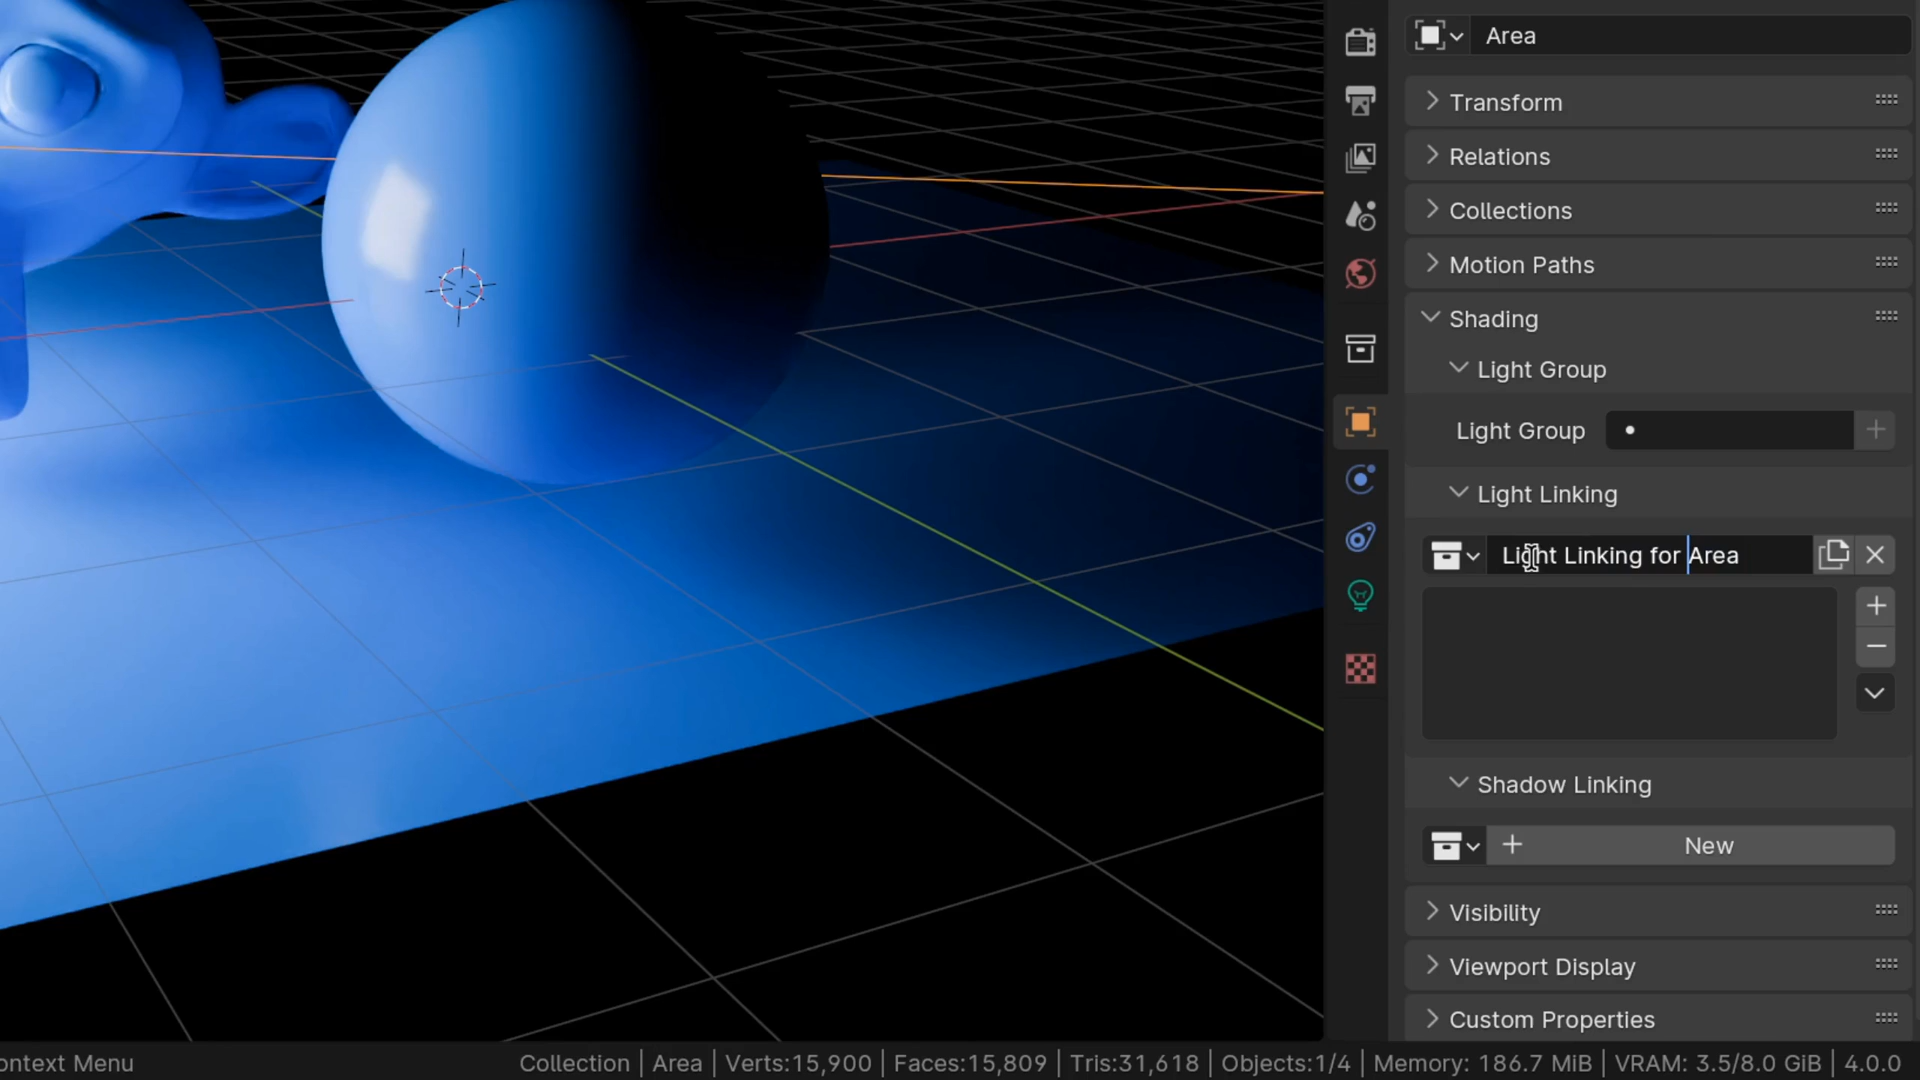 Area
Transform
Relations
Collections
Motion Paths
Shading
Light Group
Light Group
Light Linking
Light Linking for Area
Shadow Linking
New
Visibility
Viewport Display
Custom Properties
ontext Menu
Collection | Area | Verts:15,900 | Faces:15,809 | Tris:31,618 | Objects:1/4 | Memory: 186.7 MiB | VRAM: 3.5/8.0 GiB | 4.0.0